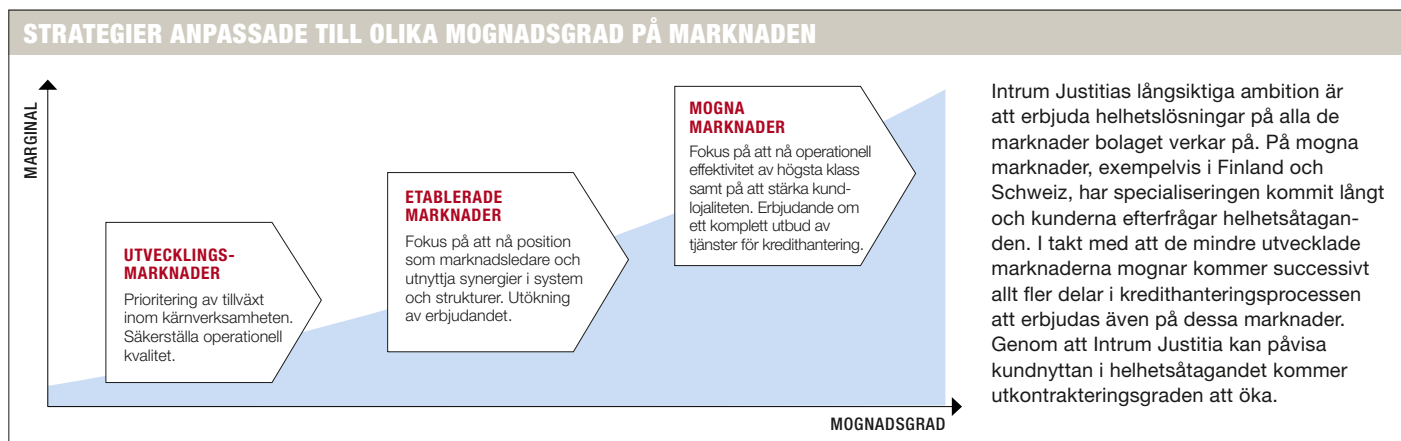 STRATEGIER ANPASSADE TILL OLIKA MOGNADSGRAD PÅ MARKNADEN
MARGINAL
UTVECKLINGS-
MARKNADER
Prioritering av tillväxt
inom kärnverksamheten.
Säkerställa operationell
kvalitet.
ETABLERADE
MARKNADER
Fokus på att nå position
som marknadsledare och
utnyttja synergier i system
och strukturer. Utökning
av erbjudandet.
MOGNA
MARKNADER
Fokus på att nå operationell
effektivitet av högsta klass
samt på att stärka kund-
lojaliteten. Erbjudande om
ett komplett utbud av
tjänster för kredithantering.
MOGNADSGRAD
Intrum Justitias långsiktiga ambition är
att erbjuda helhetslösningar på alla de
marknader bolaget verkar på. På mogna
marknader, exempelvis i Finland och
Schweiz, har specialiseringen kommit långt
och kunderna efterfrågar helhetsåtagan-
den. I takt med att de mindre utvecklade
marknaderna mognar kommer successivt
allt fler delar i kredithanteringsprocessen
att erbjudas även på dessa marknader.
Genom att Intrum Justitia kan påvisa
kundnyttan i helhetsåtagandet kommer
utkontrakteringsgraden att öka.